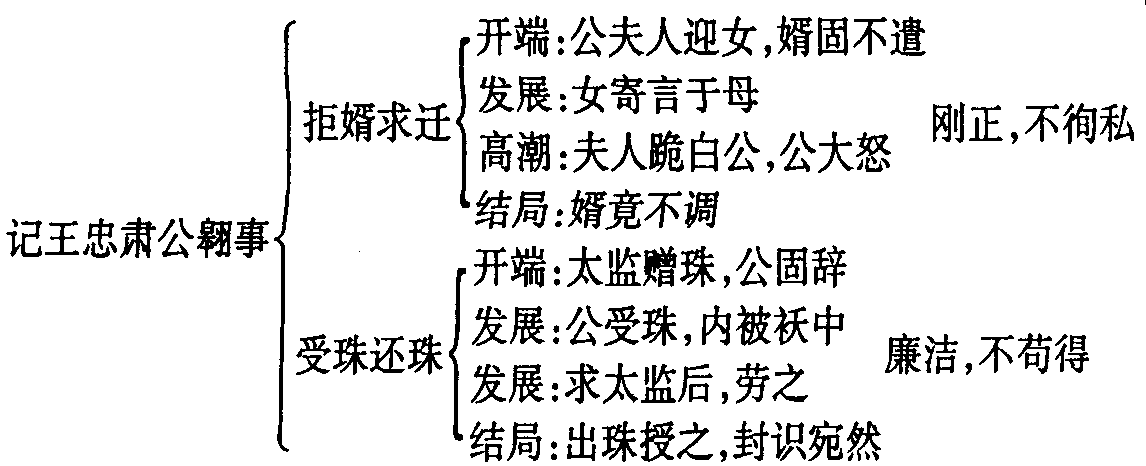 记王忠肃公翱事
拒婿求迁
开端:公夫人迎女,婿固不遣
发展:女寄言于母
高潮:夫人跪白公,公大怒
结局:婿竟不调
刚正,不徇私
受珠还珠
开端:太监赠珠,公固辞
发展:公受珠,内被袄中
发展:求太监后,劳之
结局:出珠授之,封识宛然
廉洁,不苟得